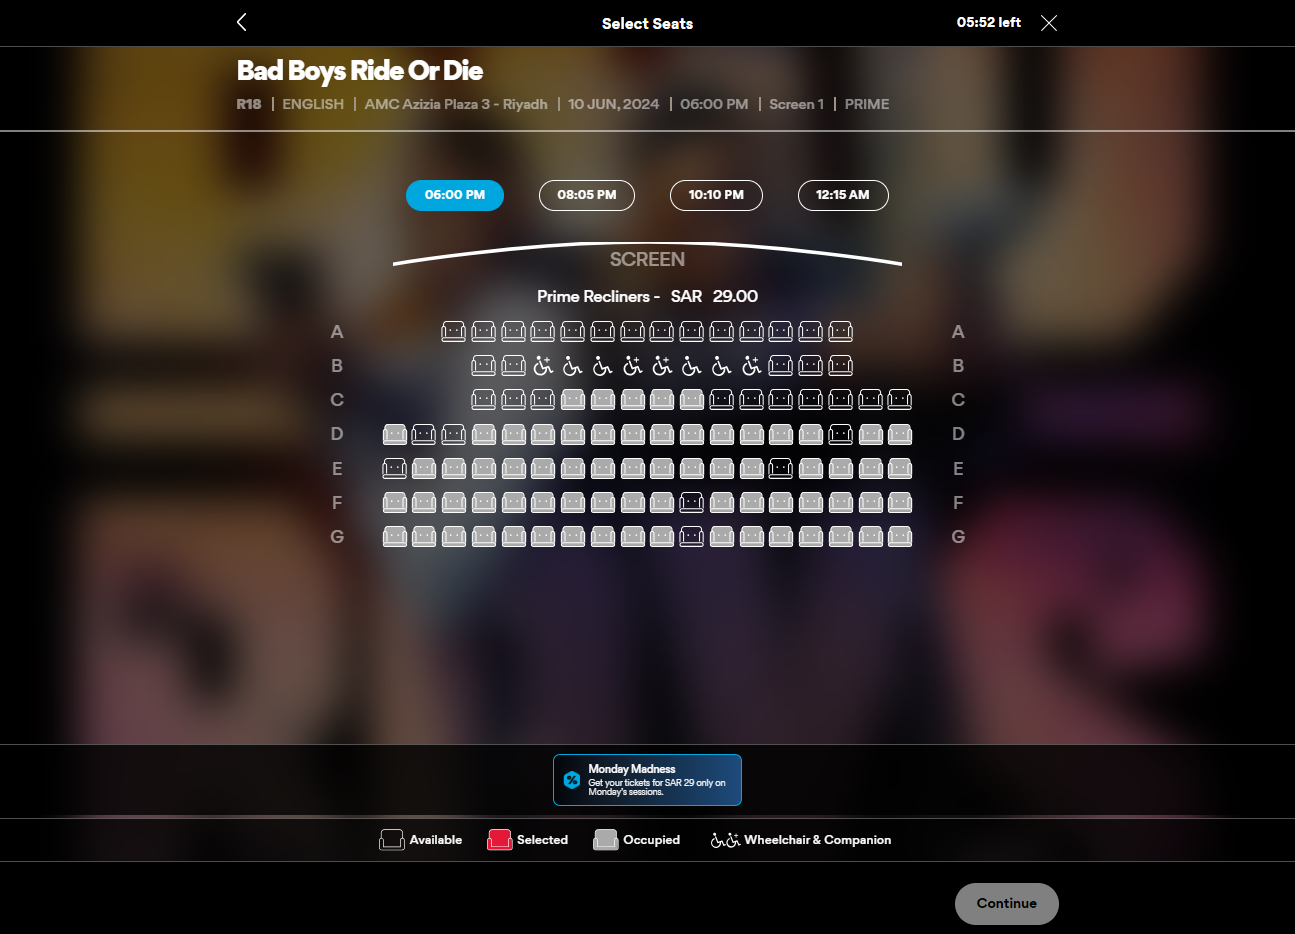 Select Seats
05:52 left
Bad Boys Ride Or Die
R18 | ENGLISH | AMC Azizia Plaza 3 - Riyadh | 10 JUN, 2024 | 06:00 PM | Screen 1 | PRIME
06:00 PM 08:05 PM 10:10 PM 12:15 AM
SCREEN
Prime Recliners - SAR 29.00
A A
B B
C C
D D
E E
F F
G G
Monday Madness
Get your tickets for SAR 29 only on
Monday's sessions.
Available Selected Occupied Wheelchair & Companion
Continue